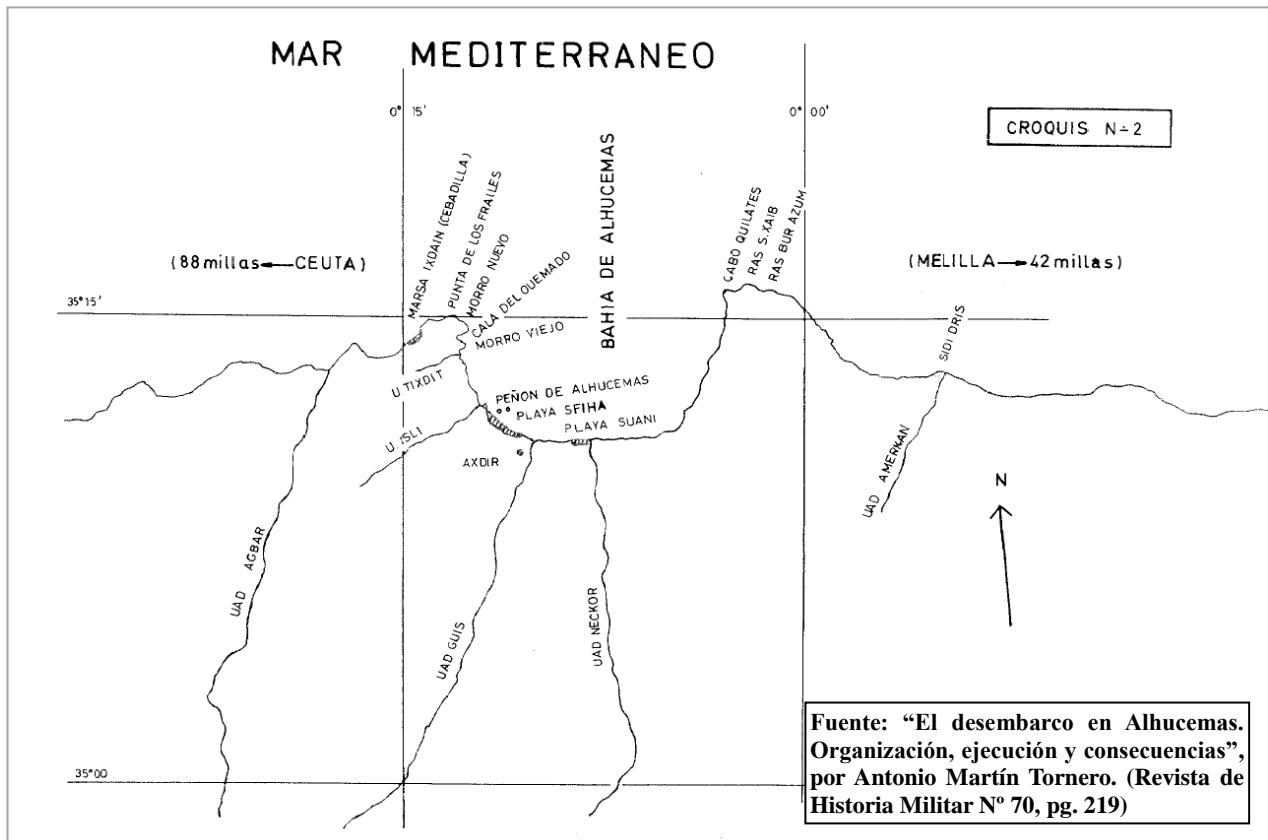 MAR MEDITERRANEO
0° 15'
0° 00'
CROQUIS N-2
(88 millas ← CEUTA)
MARSA IXDAIN (CEBADILLA)
PUNTA DE LOS FRAILES
MORRO NUEVO
CALA DEL QUEMADO
MORRO VIEJO
BAHIA DE ALHUCEMAS
CABO QUILATES
RAS S. XAIB
RAS BUR AZUM
(MELILLA → 42 millas)
35° 15'
SIDI DRIS
U. TIXDIT
PEÑON DE ALHUCEMAS
PLAYA SFIHA
PLAYA SUANI
U. ISLI
AXDIR
UAD AMERKAN
N
UAD AGBAR
UAD GUIS
UAD NECKOR
35° 00
Fuente: “El desembarco en Alhucemas.
Organización, ejecución y consecuencias”,
por Antonio Martín Tornero. (Revista de
Historia Militar Nº 70, pg. 219)